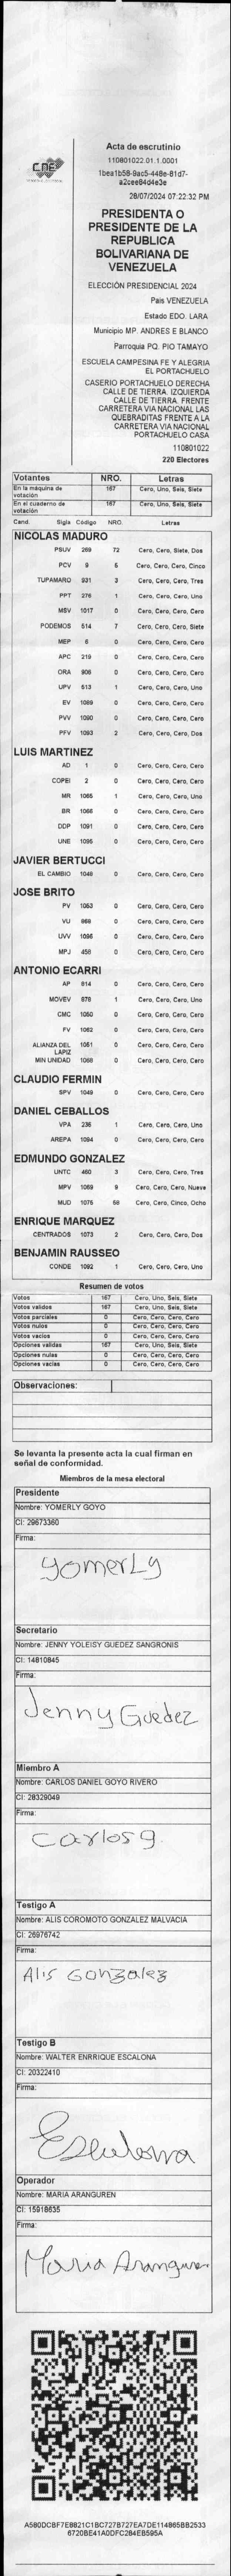 CNE
Acta de escrutinio
110801022.01.1.0001
1bea1b58-9ac5-448e-81d7-
a2cee84d4e3e
28/07/2024 07:22:32 PM
PRESIDENTA O
PRESIDENTE DE LA
REPUBLICA
BOLIVARIANA DE
VENEZUELA
ELECCIÓN PRESIDENCIAL 2024
Pais VENEZUELA
Estado EDO. LARA
Municipio MP. ANDRES E BLANCO
Parroquia PQ. PIO TAMAYO
ESCUELA CAMPESINA FE Y ALEGRIA
EL PORTACHUELO
CASERIO PORTACHUELO DERECHA
CALLE DE TIERRA. IZQUIERDA
CALLE DE TIERRA. FRENTE
CARRETERA VIA NACIONAL LAS
QUEBRADITAS FRENTE A LA
CARRETERA VIA NACIONAL
PORTACHUELO CASA
110801022
220 Electores
Votantes NRO. Letras
En la máquina de votación 167 Cero, Uno, Seis, Siete
En el cuaderno de votación 167 Cero, Uno, Seis, Siete
Cand. Sigla Código NRO. Letras
NICOLAS MADURO
PSUV 269 72 Cero, Cero, Siete, Dos
PCV 9 5 Cero, Cero, Cero, Cinco
TUPAMARO 931 3 Cero, Cero, Cero, Tres
PPT 276 1 Cero, Cero, Cero, Uno
MSV 1017 0 Cero, Cero, Cero, Cero
PODEMOS 514 7 Cero, Cero, Cero, Siete
MEP 6 0 Cero, Cero, Cero, Cero
APC 219 0 Cero, Cero, Cero, Cero
ORA 906 0 Cero, Cero, Cero, Cero
UPV 513 1 Cero, Cero, Cero, Uno
EV 1089 0 Cero, Cero, Cero, Cero
PVV 1090 0 Cero, Cero, Cero, Cero
PFV 1093 2 Cero, Cero, Cero, Dos
LUIS MARTINEZ
AD 1 0 Cero, Cero, Cero, Cero
COPEI 2 0 Cero, Cero, Cero, Cero
MR 1065 1 Cero, Cero, Cero, Uno
BR 1066 0 Cero, Cero, Cero, Cero
DDP 1091 0 Cero, Cero, Cero, Cero
UNE 1095 0 Cero, Cero, Cero, Cero
JAVIER BERTUCCI
EL CAMBIO 1048 0 Cero, Cero, Cero, Cero
JOSE BRITO
PV 1053 0 Cero, Cero, Cero, Cero
VU 868 0 Cero, Cero, Cero, Cero
UVV 1096 0 Cero, Cero, Cero, Cero
MPJ 458 0 Cero, Cero, Cero, Cero
ANTONIO ECARRI
AP 814 0 Cero, Cero, Cero, Cero
MOVEV 878 1 Cero, Cero, Cero, Uno
CMC 1050 0 Cero, Cero, Cero, Cero
FV 1062 0 Cero, Cero, Cero, Cero
ALIANZA DEL LAPIZ 1051 0 Cero, Cero, Cero, Cero
MIN UNIDAD 1068 0 Cero, Cero, Cero, Cero
CLAUDIO FERMIN
SPV 1049 0 Cero, Cero, Cero, Cero
DANIEL CEBALLOS
VPA 236 1 Cero, Cero, Cero, Uno
AREPA 1094 0 Cero, Cero, Cero, Cero
EDMUNDO GONZALEZ
UNTC 460 3 Cero, Cero, Cero, Tres
MPV 1069 9 Cero, Cero, Cero, Nueve
MUD 1075 58 Cero, Cero, Cinco, Ocho
ENRIQUE MARQUEZ
CENTRADOS 1073 2 Cero, Cero, Cero, Dos
BENJAMIN RAUSSEO
CONDE 1092 1 Cero, Cero, Cero, Uno
Resumen de votos
Votos 167 Cero, Uno, Seis, Siete
Votos validos 167 Cero, Uno, Seis, Siete
Votos parciales 0 Cero, Cero, Cero, Cero
Votos nulos 0 Cero, Cero, Cero, Cero
Votos vacios 0 Cero, Cero, Cero, Cero
Opciones validas 167 Cero, Uno, Seis, Siete
Opciones nulas 0 Cero, Cero, Cero, Cero
Opciones vacias 0 Cero, Cero, Cero, Cero
Observaciones:
Se levanta la presente acta la cual firman en
señal de conformidad.
Miembros de la mesa electoral
Presidente
Nombre: YOMERLY GOYO
CI: 29673360
Firma:
yomerLy
Secretario
Nombre: JENNY YOLEISY GUEDEZ SANGRONIS
CI: 14810845
Firma:
Jenny Guedez
Miembro A
Nombre: CARLOS DANIEL GOYO RIVERO
CI: 28329049
Firma:
carlos g
Testigo A
Nombre: ALIS COROMOTO GONZALEZ MALVACIA
CI: 26976742
Firma:
Alis Gonzalez
Testigo B
Nombre: WALTER ENRRIQUE ESCALONA
CI: 20322410
Firma:
Escalona
Operador
Nombre: MARIA ARANGUREN
CI: 15918635
Firma:
Maria Aranguren
A580DCBF7E8821C1BC727B727EA7DE114865BB2533
6720BE41A0DFC284EB595A